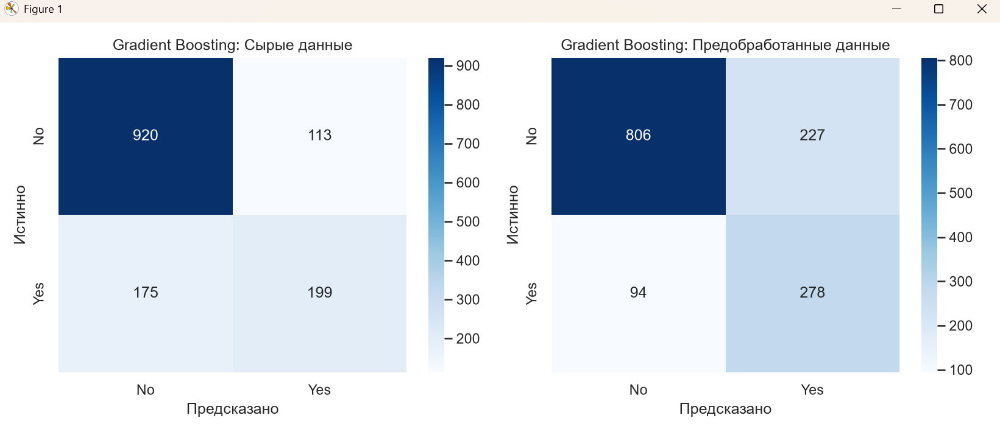 Figure 1
Gradient Boosting: Сырые данные
No
Yes
Истинно
920
113
175
199
No
Yes
Предсказано
900
800
700
600
500
400
300
200
Gradient Boosting: Предобработанные данные
No
Yes
Истинно
806
227
94
278
No
Yes
Предсказано
800
700
600
500
400
300
200
100